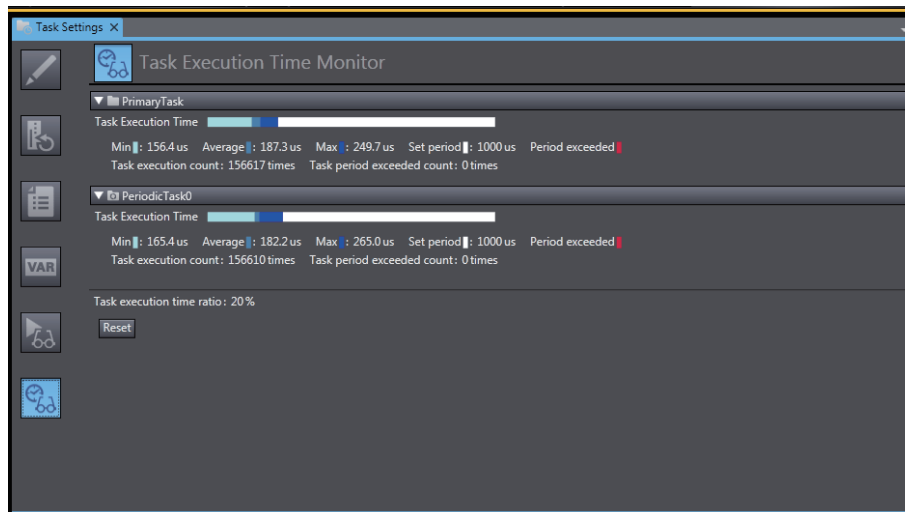 Task Settings X
Task Execution Time Monitor
PrimaryTask
Task Execution Time
Min : 156.4 us Average : 187.3 us Max : 249.7 us Set period : 1000 us Period exceeded
Task execution count: 156617 times Task period exceeded count: 0 times
PeriodicTask0
Task Execution Time
Min : 165.4 us Average : 182.2 us Max : 265.0 us Set period : 1000 us Period exceeded
Task execution count: 156610 times Task period exceeded count: 0 times
VAR
Task execution time ratio: 20 %
Reset